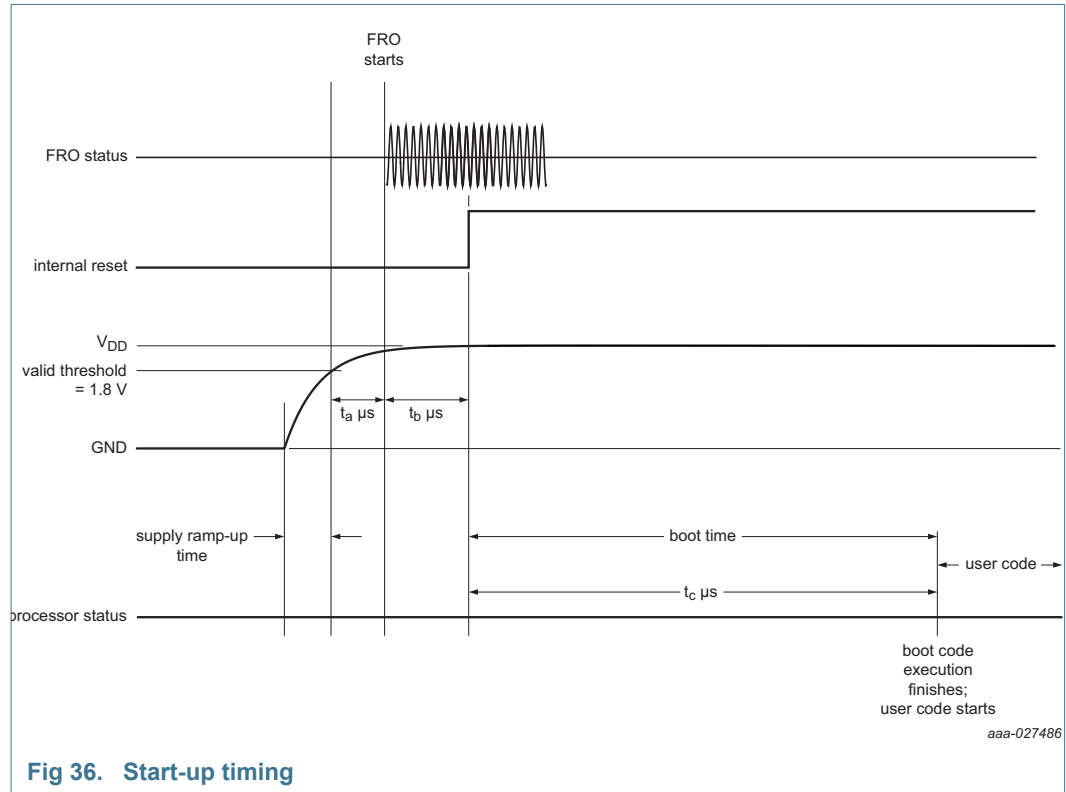 FRO
starts
FRO status
internal reset
VDD
valid threshold
= 1.8 V
ta μs
tb μs
GND
supply ramp-up
time
boot time
user code
tc μs
processor status
boot code
execution
finishes;
user code starts
aaa-027486
Fig 36. Start-up timing